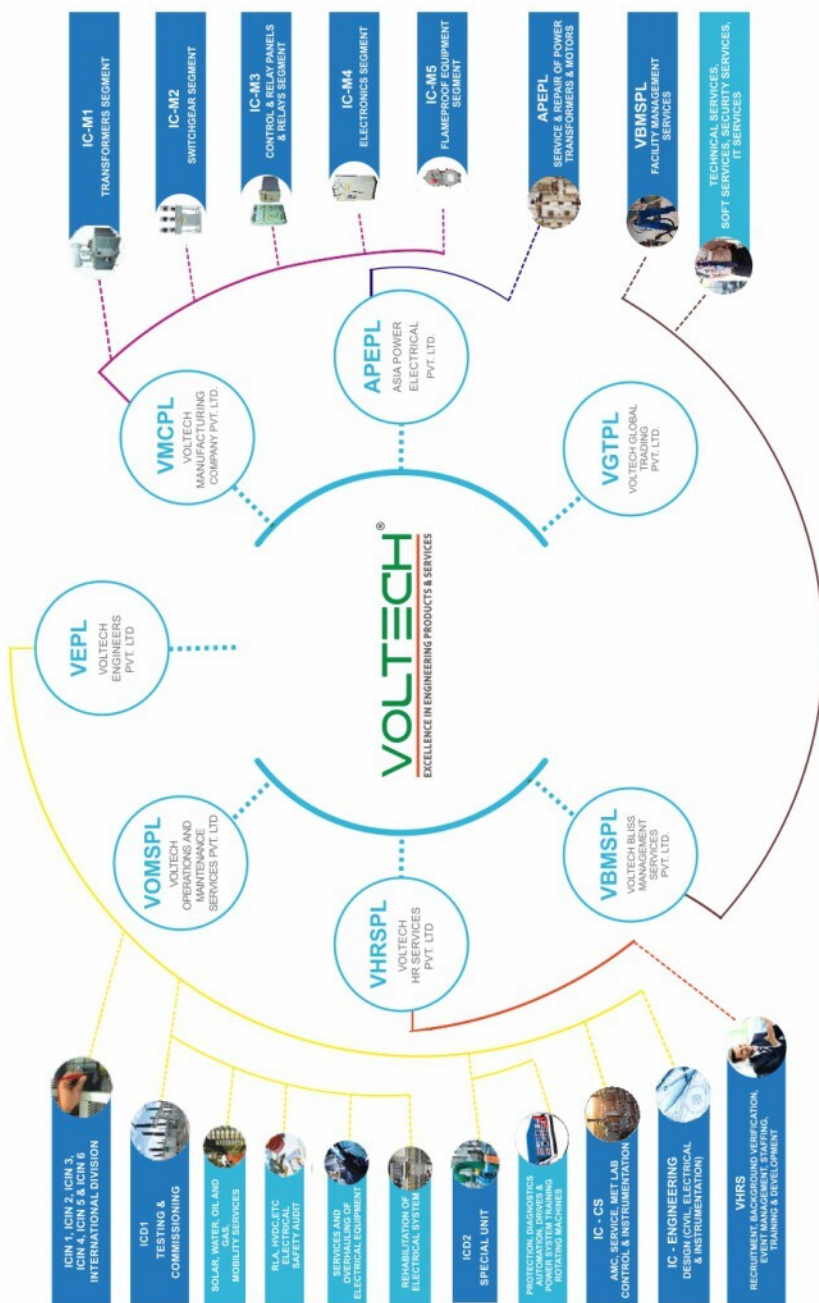 ICIN 1, ICIN 2, ICIN 3,
ICIN 4, ICIN 5 & ICIN 6
INTERNATIONAL DIVISION
ICD1
TESTING &
COMMISSIONING
SOLAR, WATER, OIL AND
GAS,
MOBILITY SERVICES
RLA, HVDC,ETC
ELECTRICAL
SAFETY AUDIT
SERVICES AND
OVERHAULING OF
ELECTRICAL EQUIPMENT
REHABILITATION OF
ELECTRICAL SYSTEM
ICD2
SPECIAL UNIT
PROTECTION, DIAGNOSTICS
AUTOMATION, DRIVES &
POWER SYSTEM TRAINING
ROTATING MACHINES
IC - CS
AMC, SERVICE, MET LAB
CONTROL & INSTRUMENTATION
IC - ENGINEERING
DESIGN (CIVIL, ELECTRICAL
& INSTRUMENTATION)
VHRS
RECRUITMENT, BACKGROUND VERIFICATION,
EVENT MANAGEMENT, STAFFING,
TRAINING & DEVELOPMENT
VEPL
VOLTECH
ENGINEERS
PVT. LTD
VOMSPL
VOLTECH
OPERATIONS AND
MAINTENANCE
SERVICES PVT. LTD
VHRSPL
VOLTECH
HR SERVICES
PVT. LTD
VBMSPL
VOLTECH BLISS
MANAGEMENT
SERVICES
PVT. LTD.
VOLTECH®
EXCELLENCE IN ENGINEERING PRODUCTS & SERVICES
VMCPL
VOLTECH
MANUFACTURING
COMPANY PVT. LTD.
APEPL
ASIA POWER
ELECTRICAL
PVT. LTD.
VGTPL
VOLTECH GLOBAL
TRADING
PVT. LTD.
IC-M1
TRANSFORMERS SEGMENT
IC-M2
SWITCHGEAR SEGMENT
IC-M3
CONTROL & RELAY PANELS
& RELAYS SEGMENT
IC-M4
ELECTRONICS SEGMENT
IC-M5
FLAMEPROOF EQUIPMENT
SEGMENT
APEPL
SERVICE & REPAIR OF POWER
TRANSFORMERS & MOTORS
VBMSPL
FACILITY MANAGEMENT
SERVICES
TECHNICAL SERVICES,
SOFT SERVICES, SECURITY SERVICES,
IT SERVICES